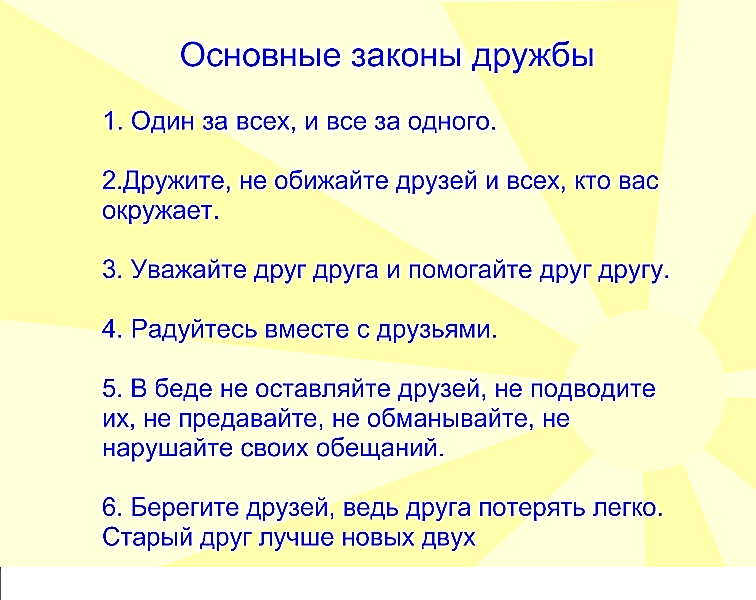 Основные законы дружбы
1. Один за всех, и все за одного.
2.Дружите, не обижайте друзей и всех, кто вас
окружает.
3. Уважайте друг друга и помогайте друг другу.
4. Радуйтесь вместе с друзьями.
5. В беде не оставляйте друзей, не подводите
их, не предавайте, не обманывайте, не
нарушайте своих обещаний.
6. Берегите друзей, ведь друга потерять легко.
Старый друг лучше новых двух